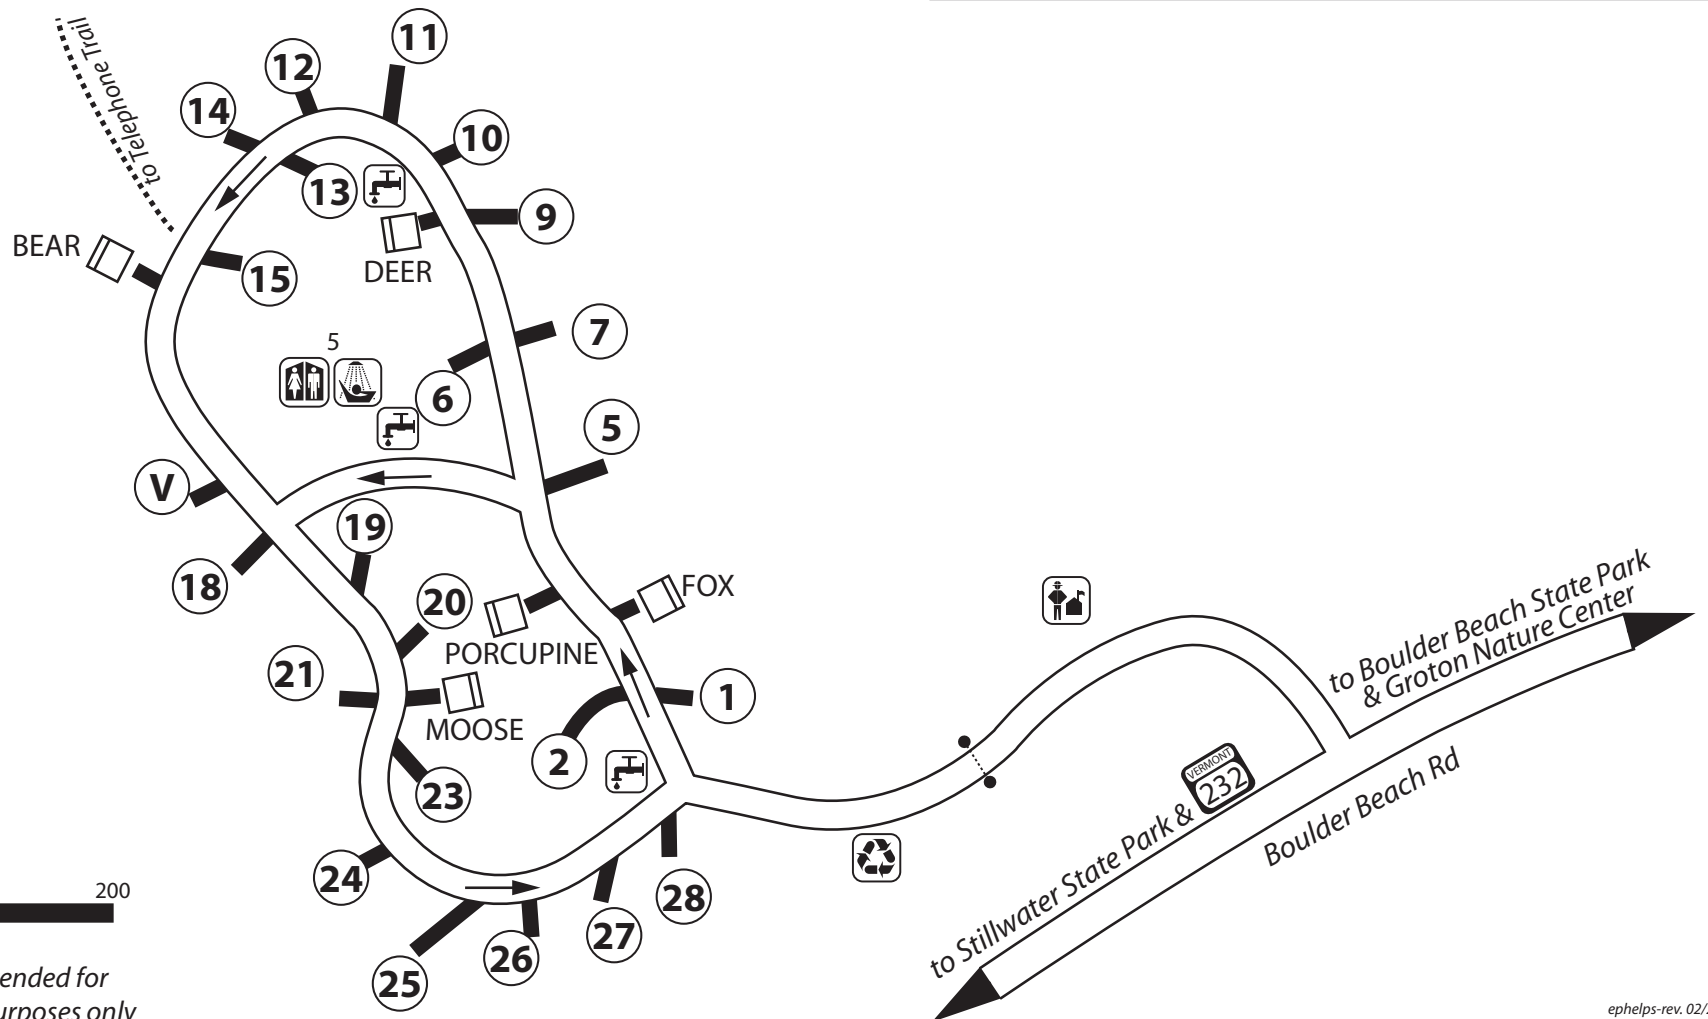 to Telephone Trail
11
12
14
10
13
9
BEAR
DEER
15
7
5
6
5
V
19
18
20
FOX
PORCUPINE
21
1
MOOSE
2
23
24
28
27
26
25
to Boulder Beach State Park
& Groton Nature Center
VERMONT
232
to Stillwater State Park &
Boulder Beach Rd
200
ended for
urposes only
ephelps-rev. 02/